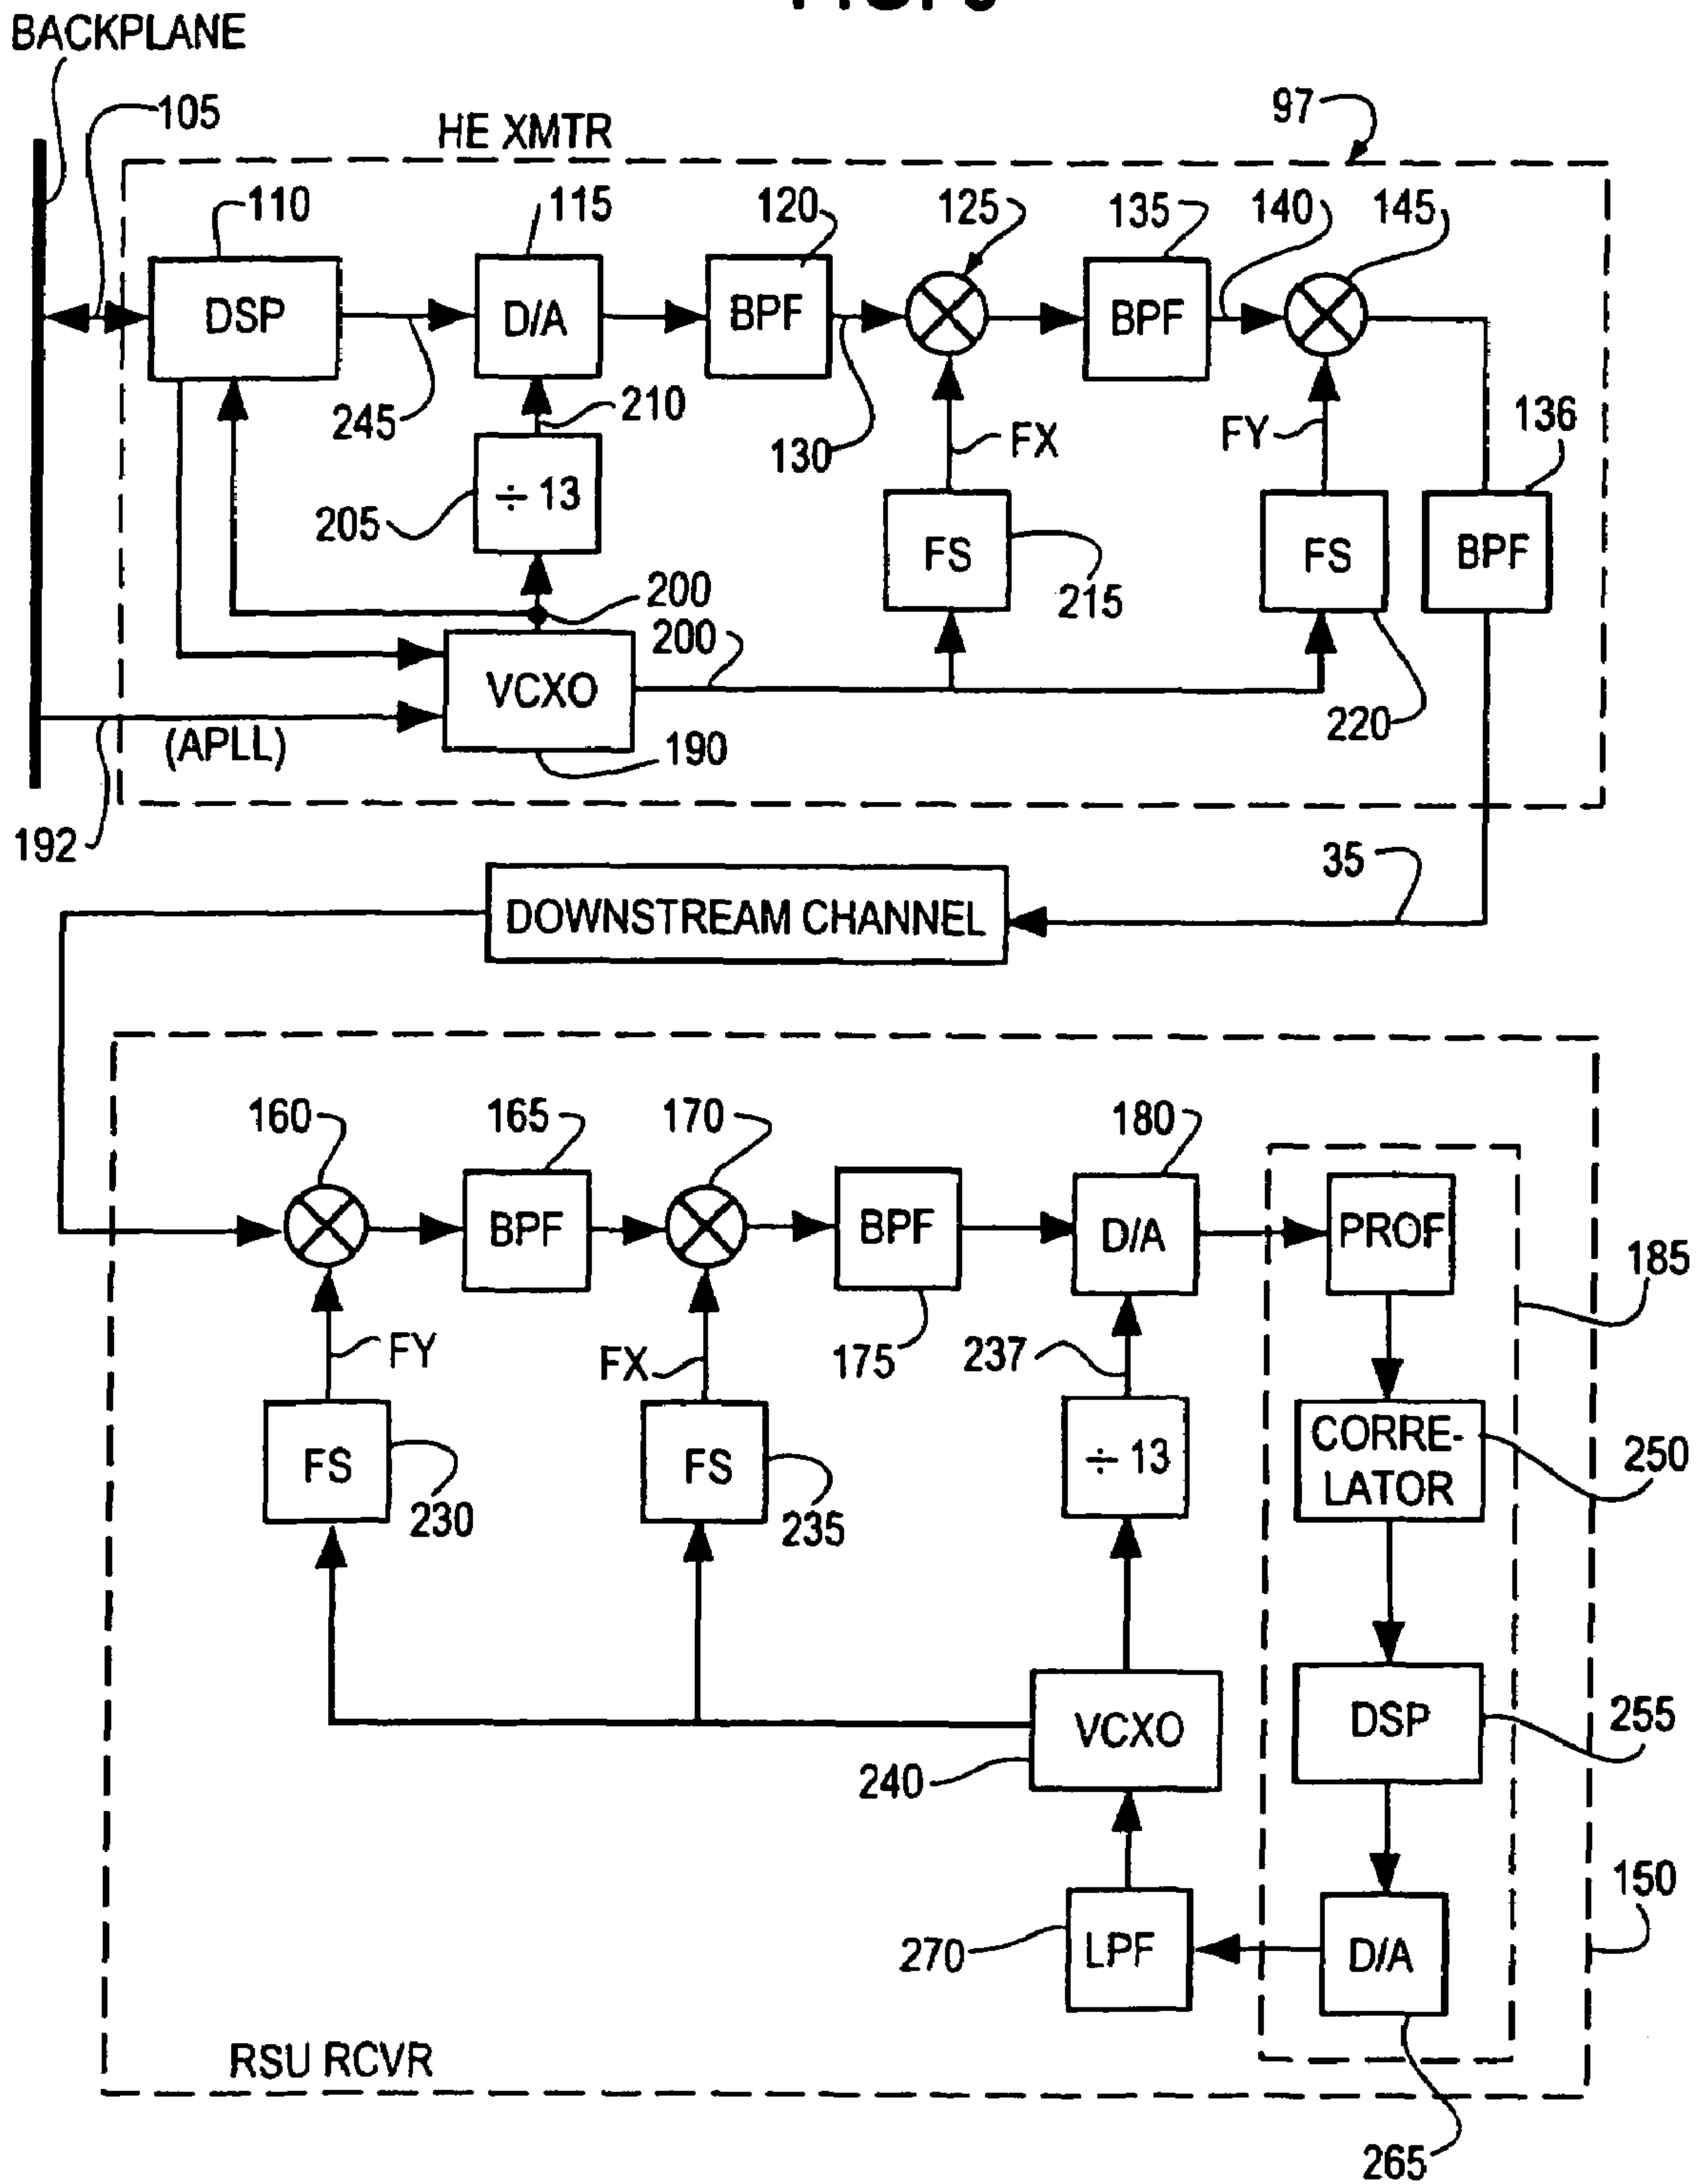 BACKPLANE
105
HE XMTR
97
110
115
120
125
135
140
145
DSP
D/A
BPF
BPF
245
210
130
FX
FY
136
205
÷ 13
FS
215
FS
BPF
200
200
VCXO
220
(APLL)
190
192
35
DOWNSTREAM CHANNEL
160
165
170
180
BPF
BPF
D/A
PROF
185
FY
FX
175
237
FS
230
FS
235
÷ 13
CORRE-
LATOR
250
VCXO
240
DSP
255
270
LPF
D/A
150
RSU RCVR
265